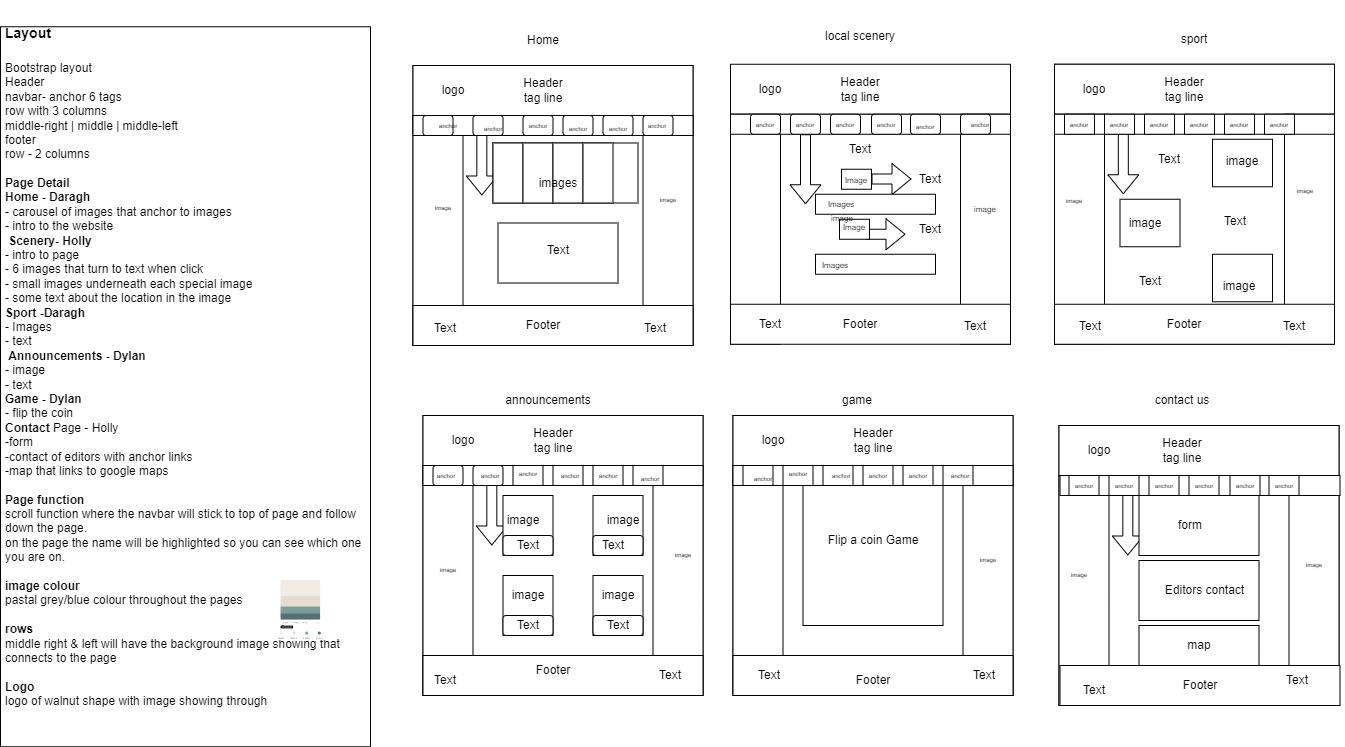 Layout
Bootstrap layout
Header
navbar- anchor 6 tags
row with 3 columns
middle-right | middle | middle-left
footer
row - 2 columns
Page Detail
Home - Daragh
- carousel of images that anchor to images
- intro to the website
Scenery- Holly
- intro to page
- 6 images that turn to text when click
- small images underneath each special image
- some text about the location in the image
Sport -Daragh
- Images
- text
Announcements - Dylan
- image
- text
Game - Dylan
- flip the coin
Contact Page - Holly
-form
-contact of editors with anchor links
-map that links to google maps
Page function
scroll function where the navbar will stick to top of page and follow
down the page.
on the page the name will be highlighted so you can see which one
you are on.
image colour
pastal grey/blue colour throughout the pages
rows
middle right & left will have the background image showing that
connects to the page
Logo
logo of walnut shape with image showing through
Home
logo
Header
tag line
anchor anchor anchor anchor anchor anchor
images
image
image
Text
Text
Footer
Text
local scenery
logo
Header
tag line
anchor anchor anchor anchor anchor anchor
Text
Image
Text
Images
image
Image
Text
image
Images
Text
Footer
Text
sport
logo
Header
tag line
anchor anchor anchor anchor anchor anchor
Text
image
image
image
image
Text
Text
image
Text
Footer
Text
announcements
logo
Header
tag line
anchor anchor anchor anchor anchor anchor
image
image
Text
Text
image
image
image
image
Text
Text
Text
Footer
Text
game
logo
Header
tag line
anchor anchor anchor anchor anchor anchor
Flip a coin Game
Text
Footer
Text
contact us
logo
Header
tag line
anchor anchor anchor anchor anchor anchor
form
image
image
Editors contact
map
Text
Footer
Text